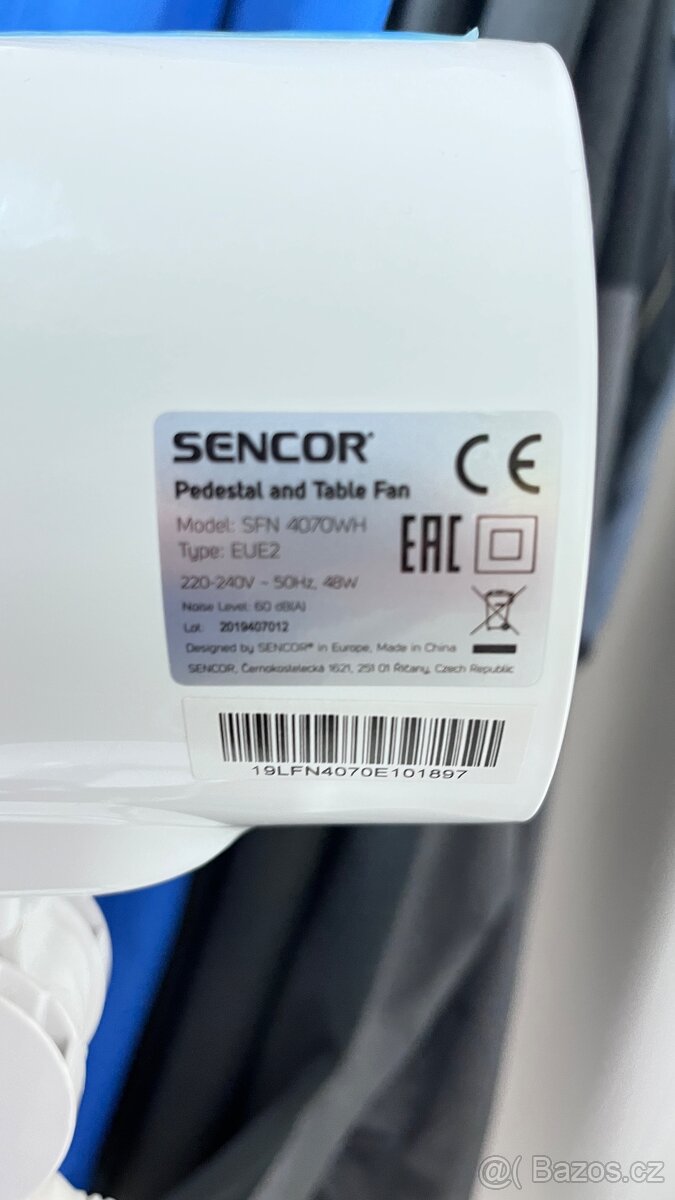 SENCOR®
CE
Pedestal and Table Fan
Model: SFN 4070WH
EAC
Type: EUE2
220-240V ~ 50Hz, 48W
Noise Level: 60 dB(A)
Lot: 2019407012
Designed by SENCOR® in Europe, Made in China
SENCOR, Černokostelecká 1621, 251 01 Říčany, Czech Republic
19LFN4070E101897
@( Bazos.cz